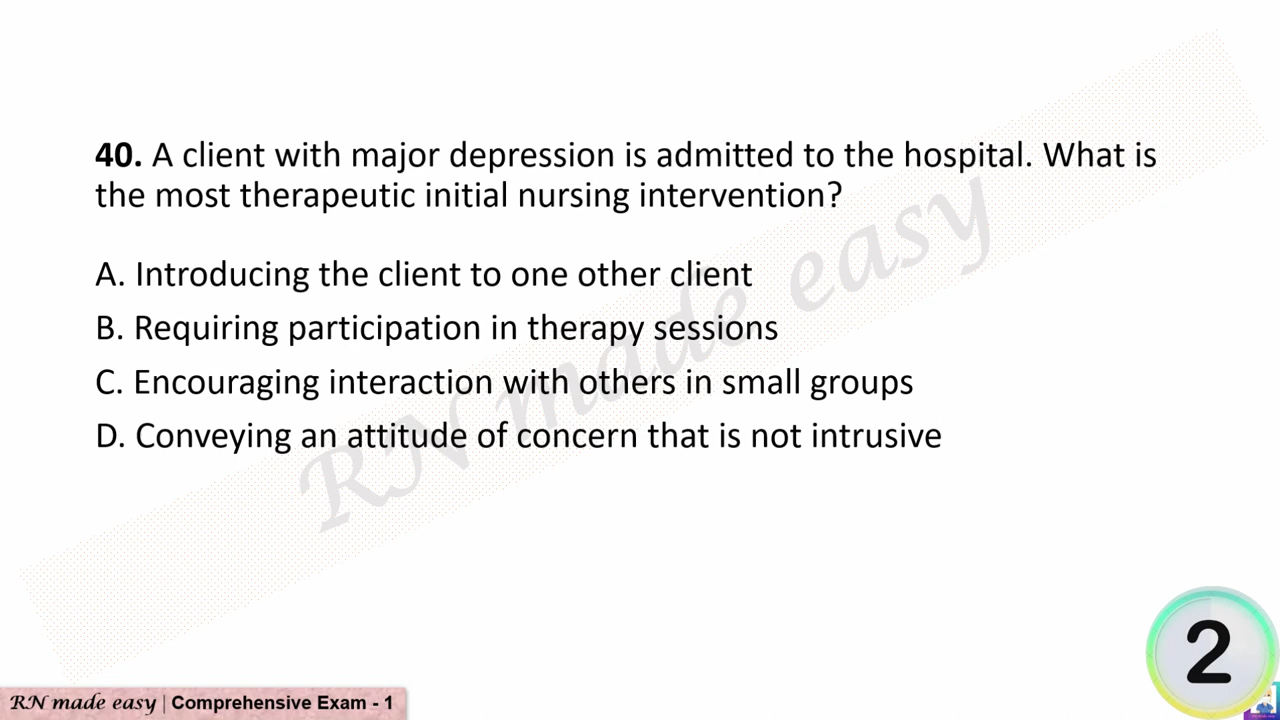 40. A client with major depression is admitted to the hospital. What is
the most therapeutic initial nursing intervention?
A. Introducing the client to one other client
B. Requiring participation in therapy sessions
C. Encouraging interaction with others in small groups
D. Conveying an attitude of concern that is not intrusive
RN made easy
2
RN made easy | Comprehensive Exam - 1